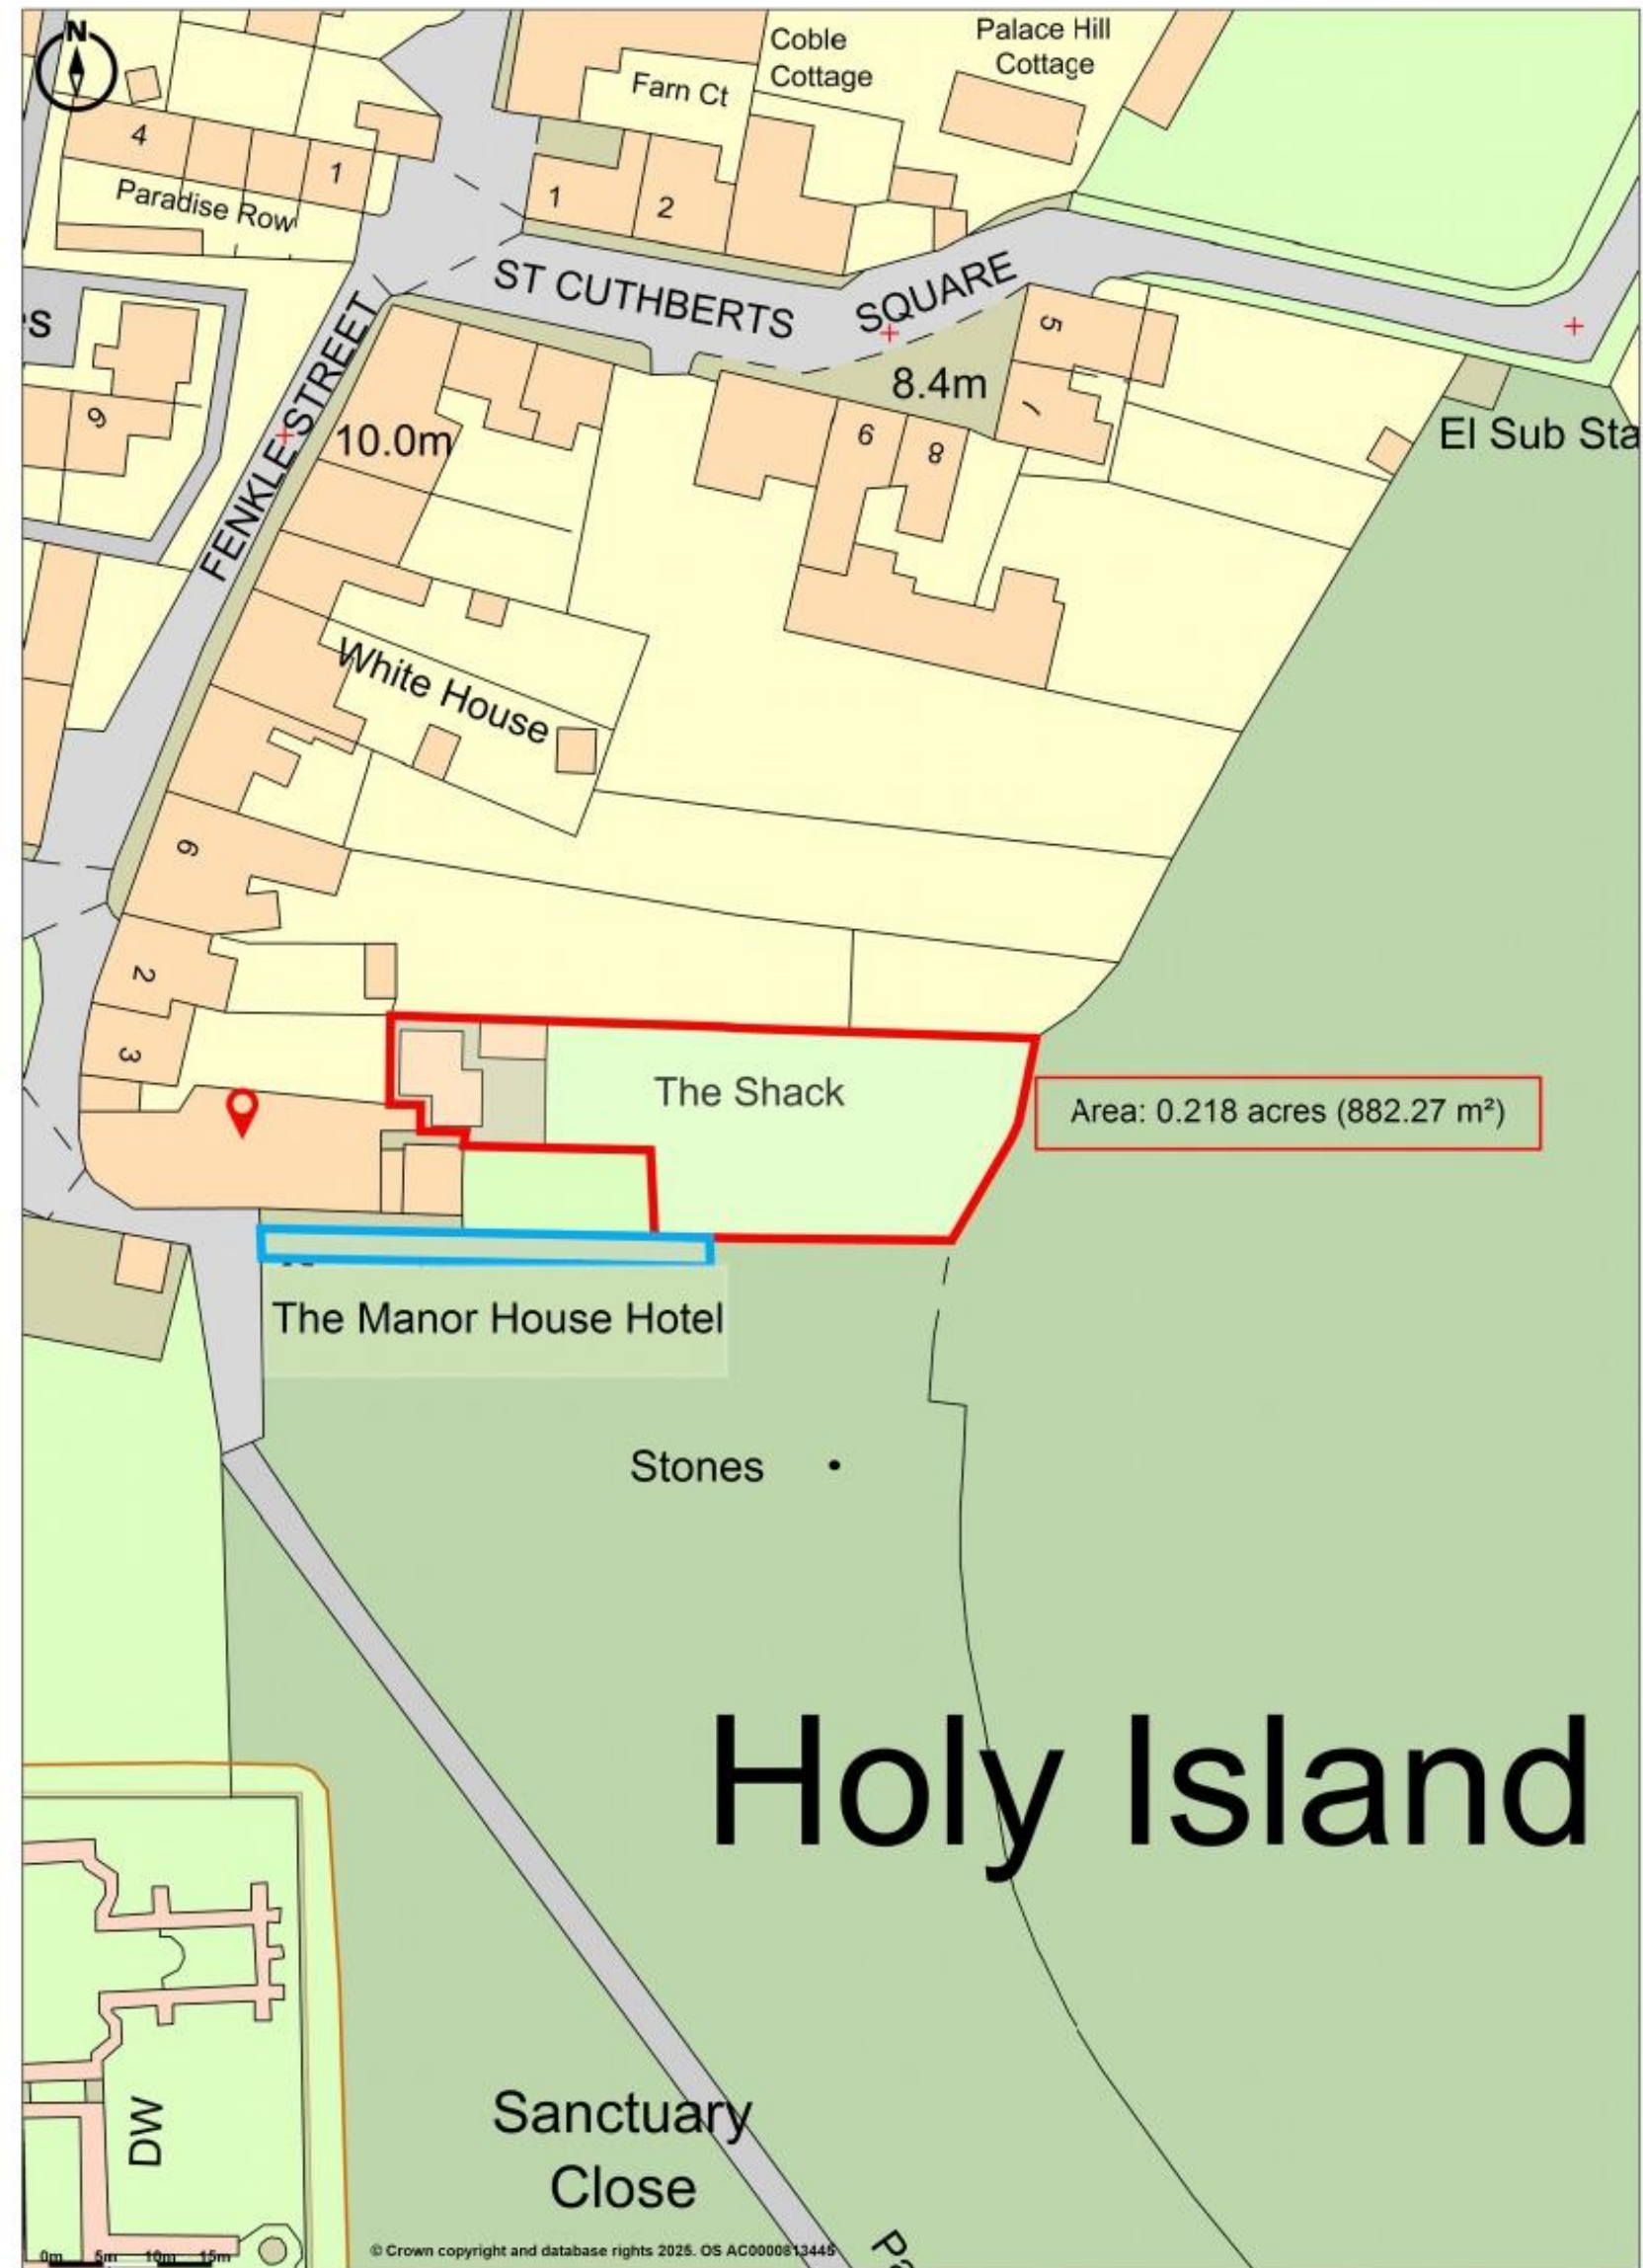 N
Coble
Cottage
Palace Hill
Cottage
Farn Ct
4
1
Paradise Row
1
2
ST CUTHBERTS SQUARE
s
FENKLE STREET
5
7
8.4m
10.0m
6
8
9
El Sub Sta
White House
6
2
3
The Shack
Area: 0.218 acres (882.27 m²)
The Manor House Hotel
Stones
Holy Island
Sanctuary
Close
DW
Pa
0m 5m 10m 15m
© Crown copyright and database rights 2025. OS AC0000813445